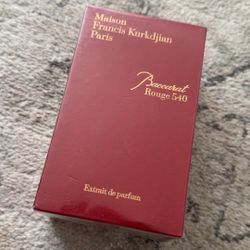 Maison
Francis Kurkdjian
Paris
Baccarat
Rouge 540
Extrait de parfum